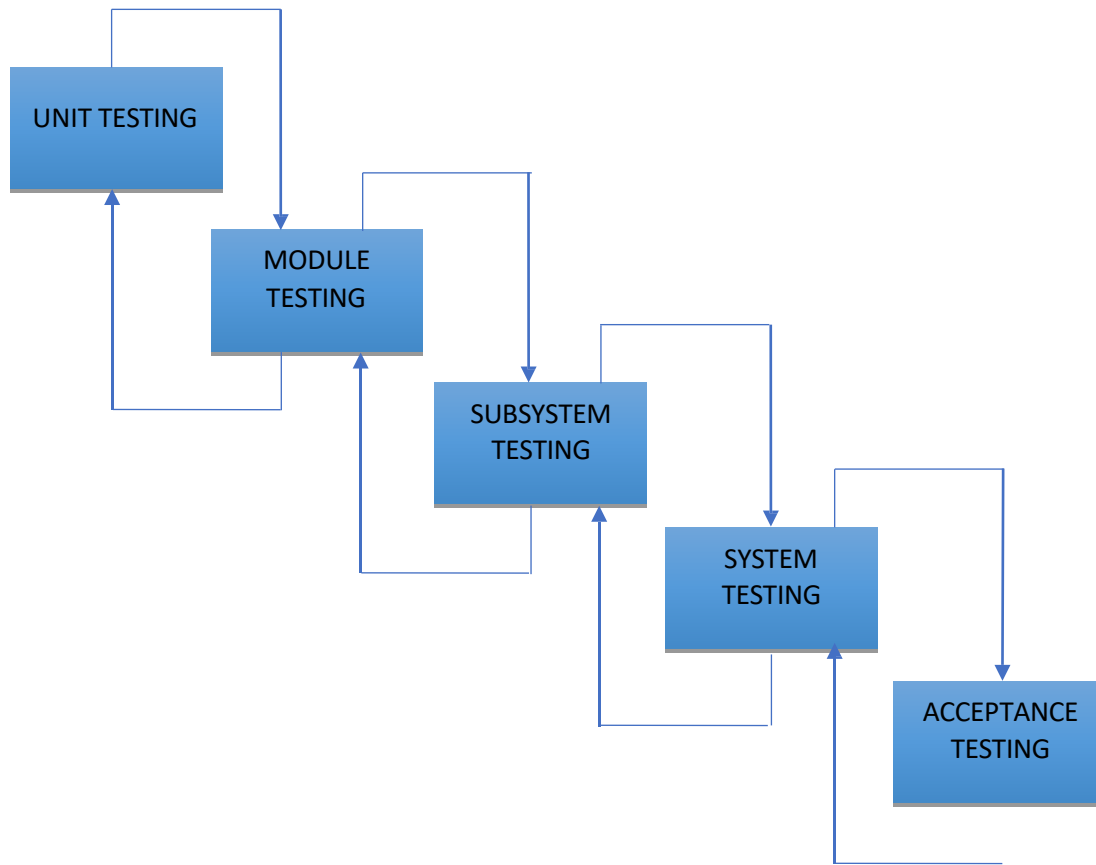 UNIT TESTING
MODULE
TESTING
SUBSYSTEM
TESTING
SYSTEM
TESTING
ACCEPTANCE
TESTING